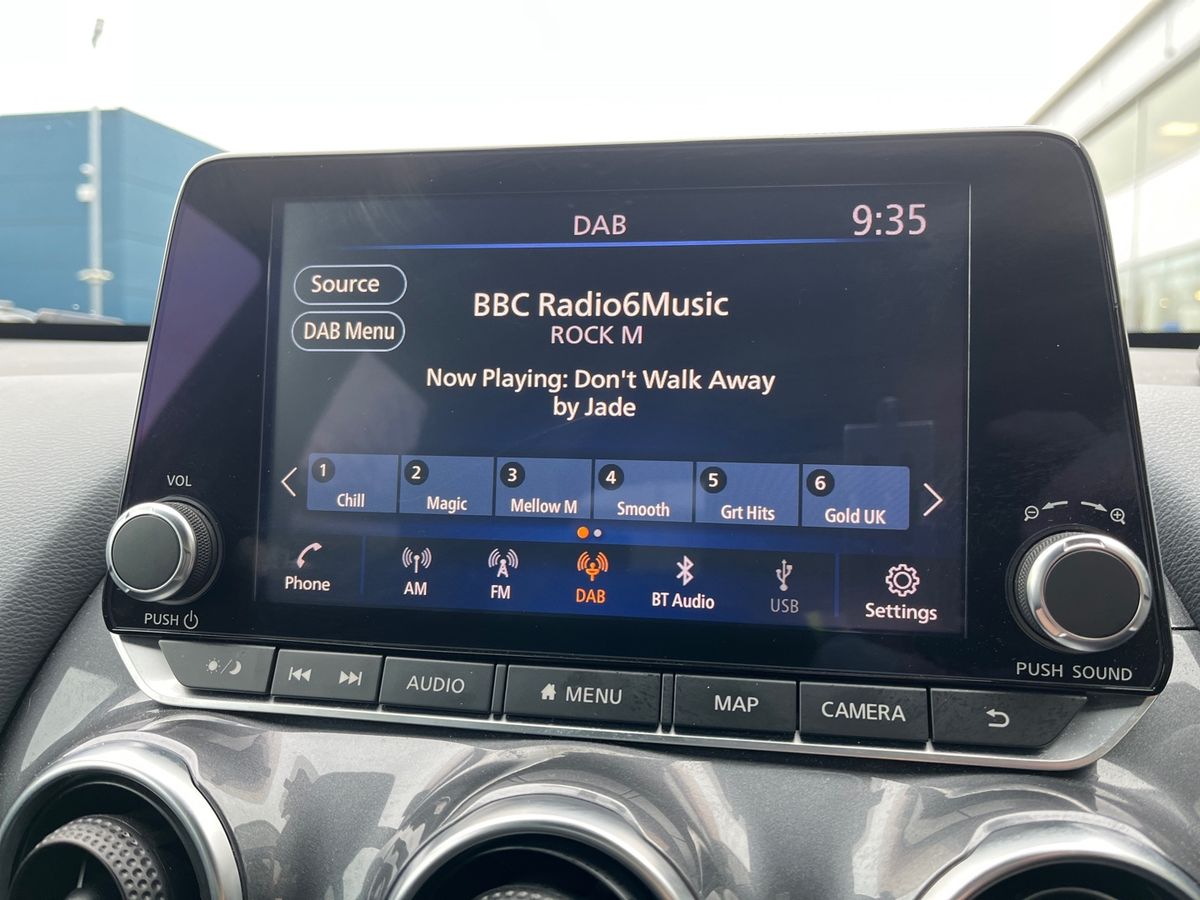 DAB
9:35
Source
BBC Radio6Music
DAB Menu
ROCK M
Now Playing: Don't Walk Away
by Jade
1 Chill
2 Magic
3 Mellow M
4 Smooth
5 Grt Hits
6 Gold UK
Phone
AM
FM
DAB
BT Audio
USB
Settings
VOL
PUSH
PUSH SOUND
AUDIO
MENU
MAP
CAMERA